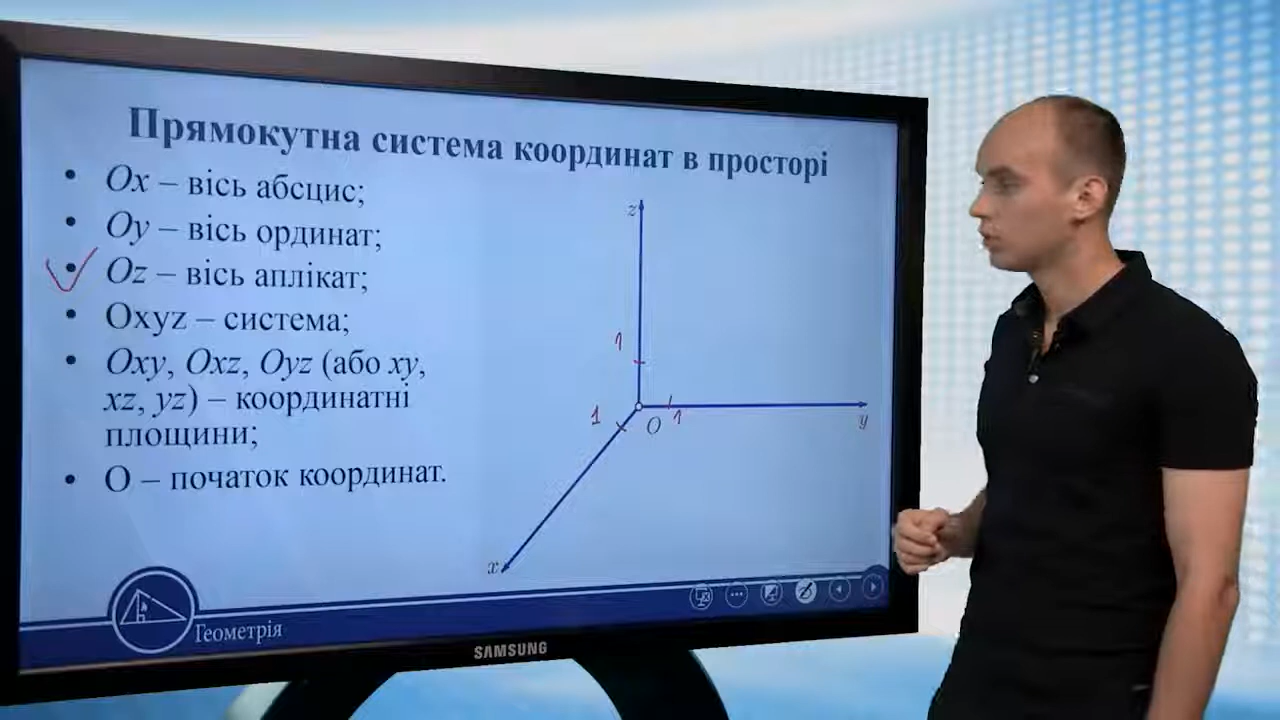 Прямокутна система координат в просторі
Ox – вісь абсцис;
Oy – вісь ординат;
Oz – вісь аплікат;
Oxyz – система;
Oxy, Oxz, Oyz (або xy,
xz, yz) – координатні
площини;
O – початок координат.
z
1
1
O
1
y
x
Геометрія
SAMSUNG